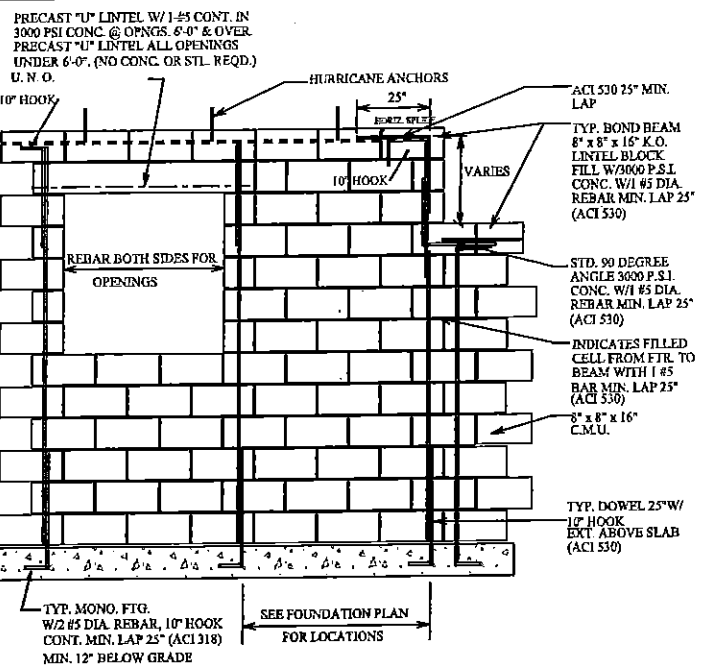 PRECAST "U" LINTEL W/ 1-#5 CONT. IN
3000 PSI CONC. @ OPNGS. 6'-0" & OVER
PRECAST "U" LINTEL ALL OPENINGS
UNDER 6'-0". (NO CONC. OR STL. REQD.)
U. N. O.
10" HOOK
HURRICANE ANCHORS
25"
HORIZ. SPLICE
10" HOOK
VARIES
ACI 530 25" MIN.
LAP
TYP. BOND BEAM
8" x 8" x 16" K.O.
LINTEL BLOCK
FILL W/3000 P.S.I.
CONC. W/1 #5 DIA.
REBAR MIN. LAP 25"
(ACI 530)
REBAR BOTH SIDES FOR
OPENINGS
STD. 90 DEGREE
ANGLE 3000 P.S.I.
CONC. W/1 #5 DIA.
REBAR MIN. LAP 25"
(ACI 530)
INDICATES FILLED
CELL FROM FTR. TO
BEAM WITH 1 #5
BAR MIN. LAP 25"
(ACI 530)
8" x 8" x 16"
C.M.U.
TYP. DOWEL 25"W/
10" HOOK
EXT. ABOVE SLAB
(ACI 530)
TYP. MONO. FTG.
W/2 #5 DIA. REBAR, 10" HOOK
CONT. MIN. LAP 25" (ACI 318)
MIN. 12" BELOW GRADE
SEE FOUNDATION PLAN
FOR LOCATIONS